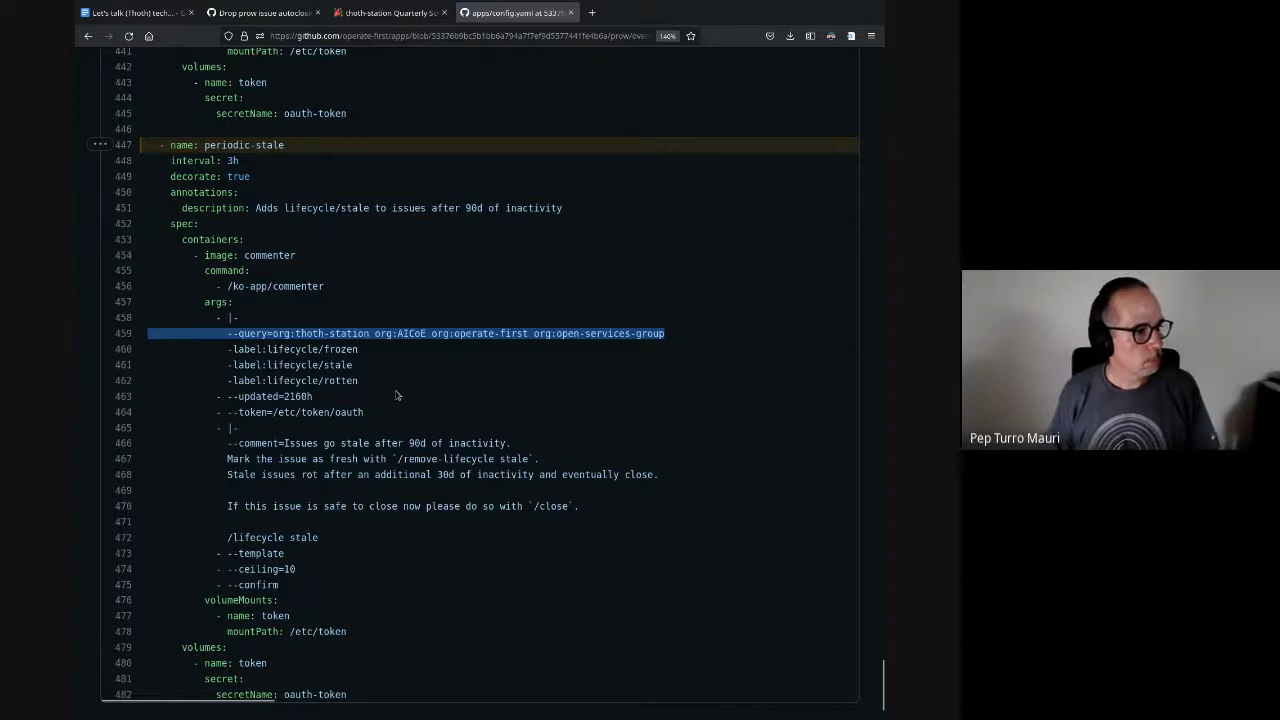 Let's talk (Thoth) tech... - G
Drop prow issue autoclosi
thoth-station Quarterly Sc
apps/config.yaml at 5337
https://github.com/operate-first/apps/blob/53376b9bc5b1bb6a794a7f7ef9d5577441fe4b6a/prow/over
140%
441 mountPath: /etc/token
442 volumes:
443 - name: token
444 secret:
445 secretName: oauth-token
446
447 - name: periodic-stale
448 interval: 3h
449 decorate: true
450 annotations:
451 description: Adds lifecycle/stale to issues after 90d of inactivity
452 spec:
453 containers:
454 - image: commenter
455 command:
456 - /ko-app/commenter
457 args:
458 - |-
459 --query=org:thoth-station org:AICoE org:operate-first org:open-services-group
460 -label:lifecycle/frozen
461 -label:lifecycle/stale
462 -label:lifecycle/rotten
463 - --updated=2160h
464 - --token=/etc/token/oauth
465 - |-
466 --comment=Issues go stale after 90d of inactivity.
467 Mark the issue as fresh with `/remove-lifecycle stale`.
468 Stale issues rot after an additional 30d of inactivity and eventually close.
469
470 If this issue is safe to close now please do so with `/close`.
471
472 /lifecycle stale
473 - --template
474 - --ceiling=10
475 - --confirm
476 volumeMounts:
477 - name: token
478 mountPath: /etc/token
479 volumes:
480 - name: token
481 secret:
482 secretName: oauth-token
Pep Turro Mauri